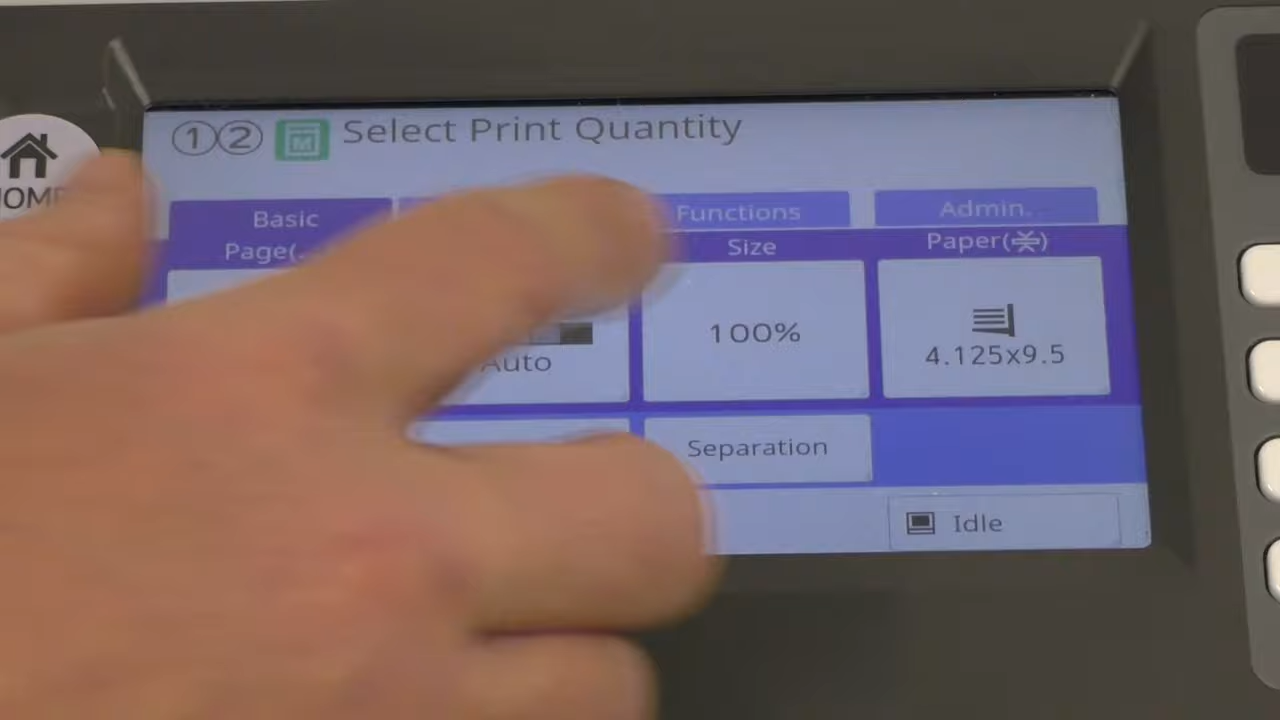 ①② M Select Print Quantity
HOME
Basic
Functions
Admin.
Page(
Size
Paper(
Auto
100%
4.125x9.5
Separation
Idle